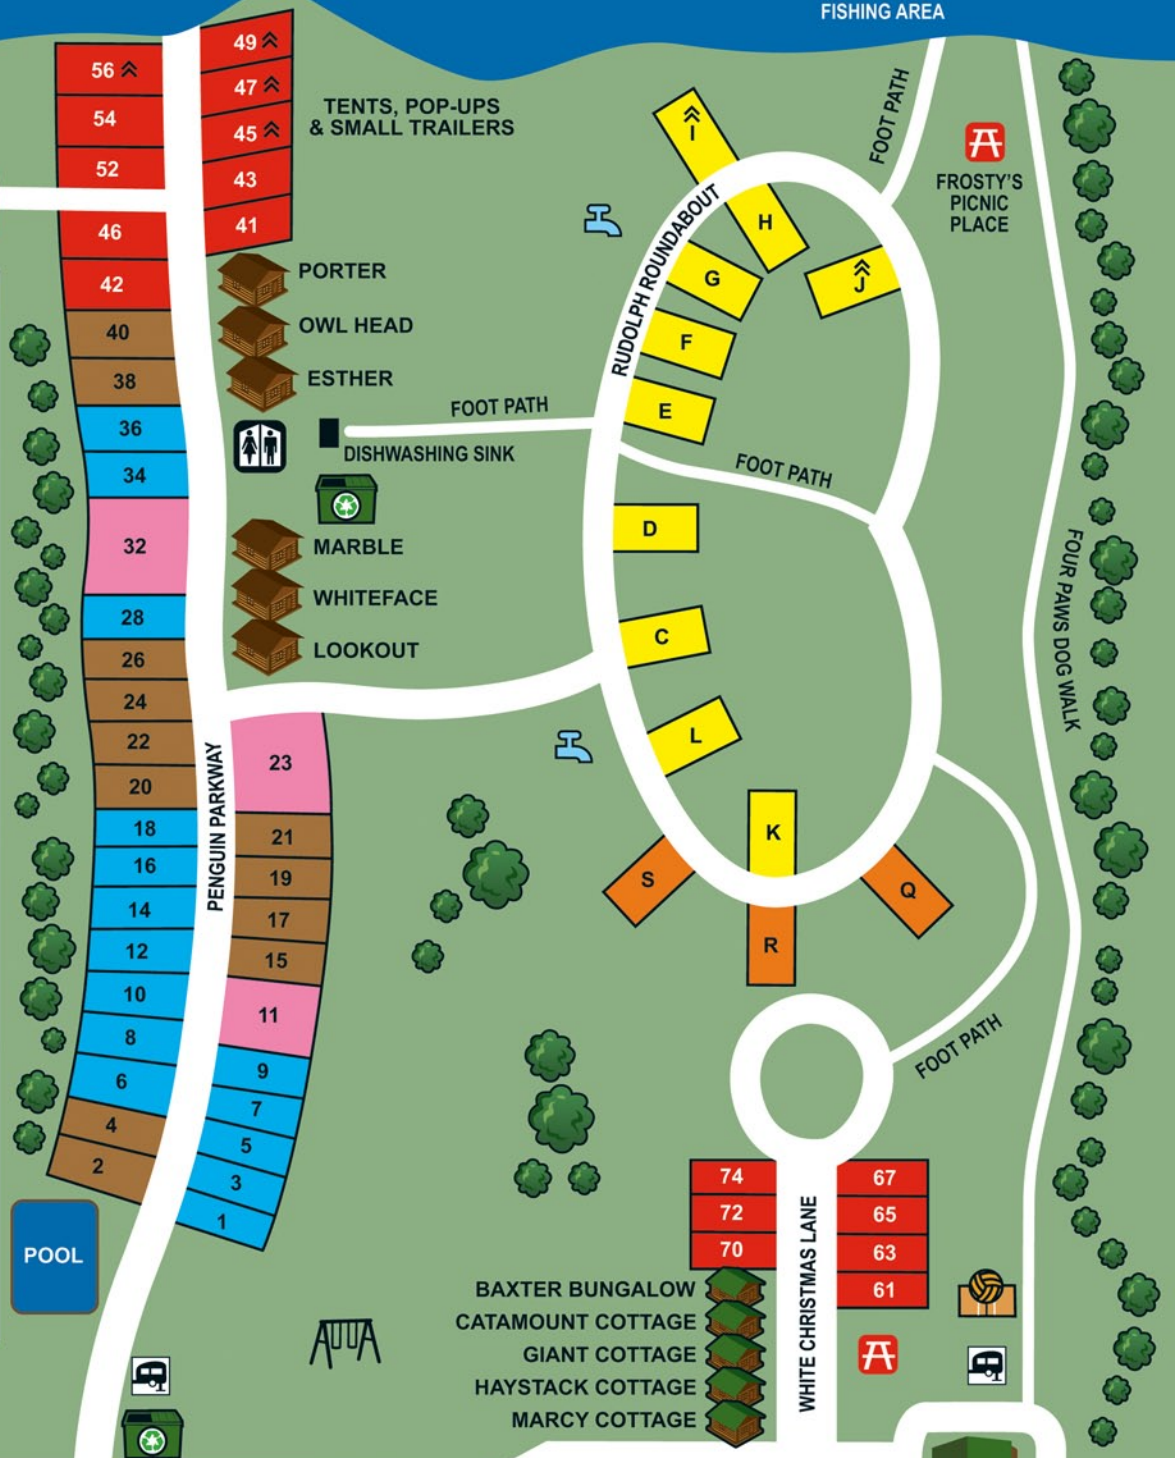 FISHING AREA
56
54
52
46
42
40
38
36
34
32
28
26
24
22
20
18
16
14
12
10
8
6
4
2
49
47
45
43
41
TENTS, POP-UPS
& SMALL TRAILERS
PORTER
OWL HEAD
ESTHER
FOOT PATH
DISHWASHING SINK
MARBLE
WHITEFACE
LOOKOUT
PENGUIN PARKWAY
23
21
19
17
15
11
9
7
5
3
1
POOL
RUDOLPH ROUNDABOUT
I
H
G
J
F
E
FOOT PATH
D
C
L
K
S
R
Q
FOOT PATH
FROSTY'S
PICNIC
PLACE
FOUR PAWS DOG WALK
FOOT PATH
74
72
70
67
65
63
61
WHITE CHRISTMAS LANE
BAXTER BUNGALOW
CATAMOUNT COTTAGE
GIANT COTTAGE
HAYSTACK COTTAGE
MARCY COTTAGE